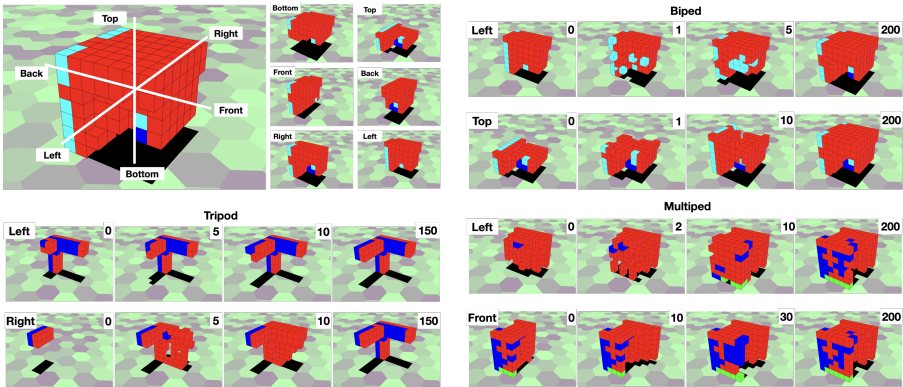 Top
Right
Back
Front
Left
Bottom
Bottom
Top
Front
Back
Right
Left
Biped
Left
0
1
5
200
Top
0
1
10
200
Tripod
Left
0
5
10
150
Right
0
5
10
150
Multiped
Left
0
2
10
200
Front
0
10
30
200